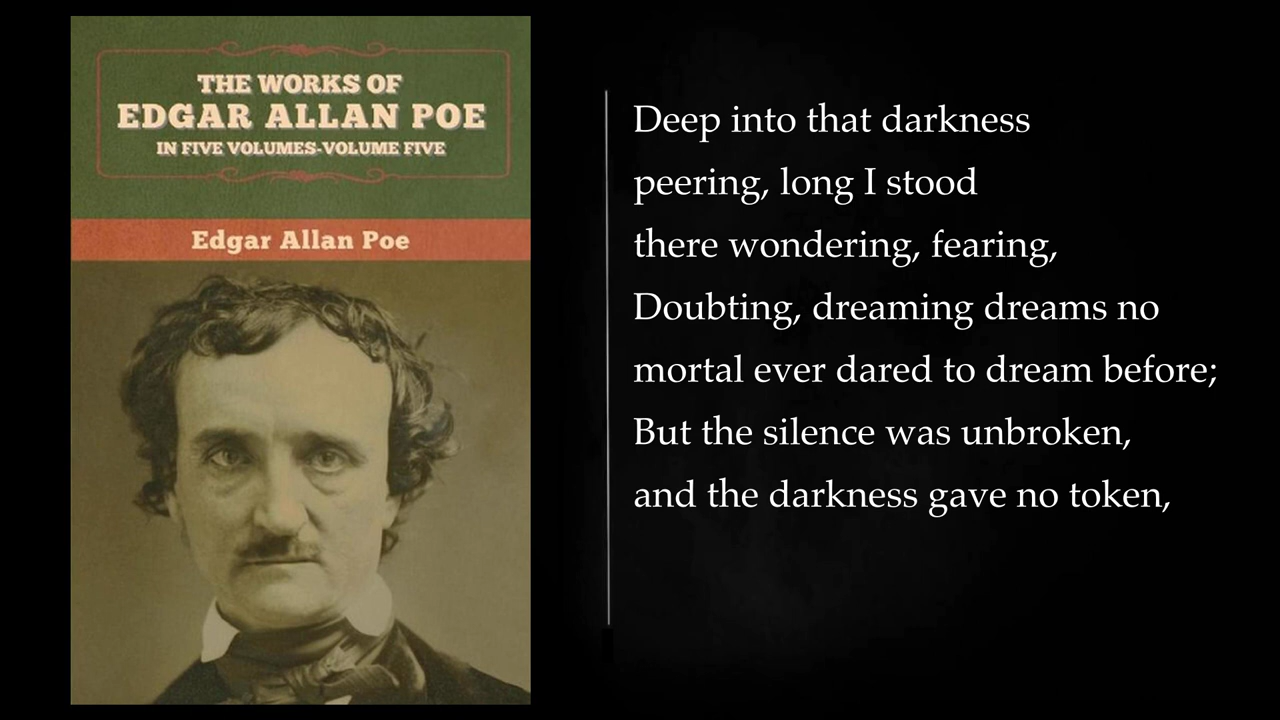 THE WORKS OF
EDGAR ALLAN POE
IN FIVE VOLUMES-VOLUME FIVE
Edgar Allan Poe
Deep into that darkness
peering, long I stood
there wondering, fearing,
Doubting, dreaming dreams no
mortal ever dared to dream before;
But the silence was unbroken,
and the darkness gave no token,